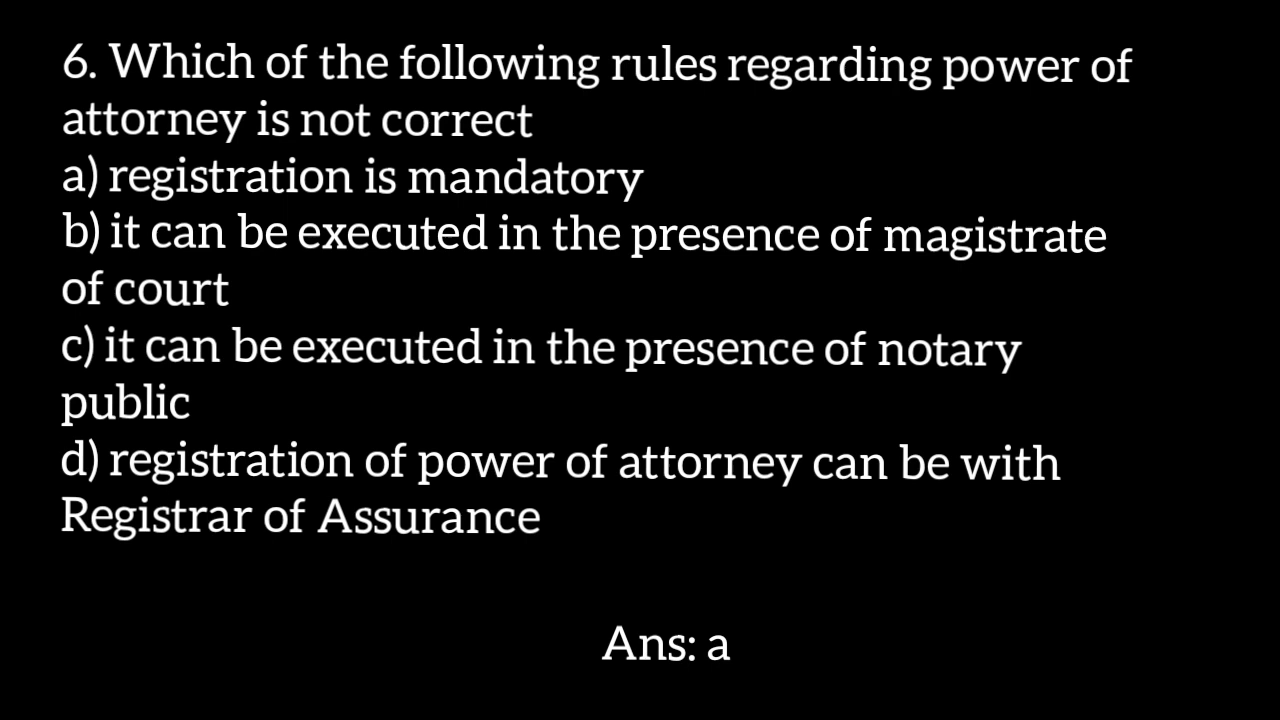 6. Which of the following rules regarding power of
attorney is not correct
a) registration is mandatory
b) it can be executed in the presence of magistrate
of court
c) it can be executed in the presence of notary
public
d) registration of power of attorney can be with
Registrar of Assurance
Ans: a